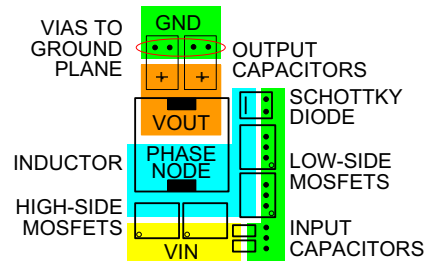 VIAS TO
GROUND
PLANE
GND
OUTPUT
CAPACITORS
+ +
VOUT
SCHOTTKY
DIODE
INDUCTOR
PHASE
NODE
LOW-SIDE
MOSFETS
HIGH-SIDE
MOSFETS
VIN
INPUT
CAPACITORS